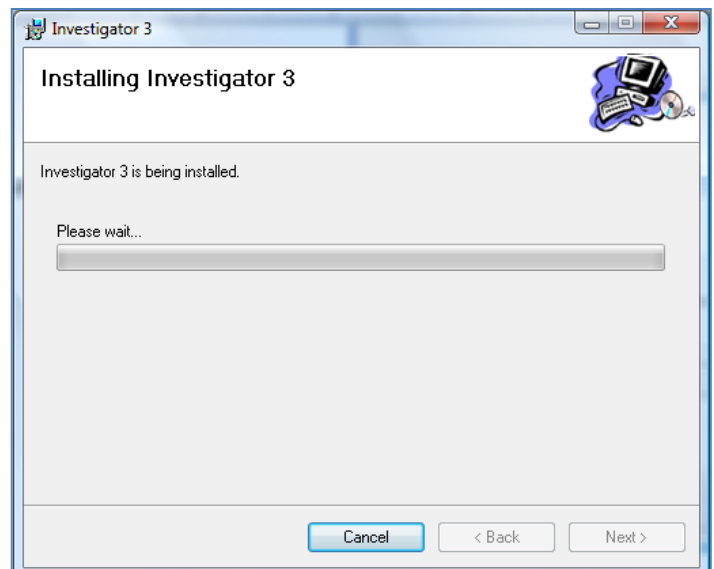 Investigator 3
Installing Investigator 3
Investigator 3 is being installed.
Please wait...
Cancel
< Back
Next >